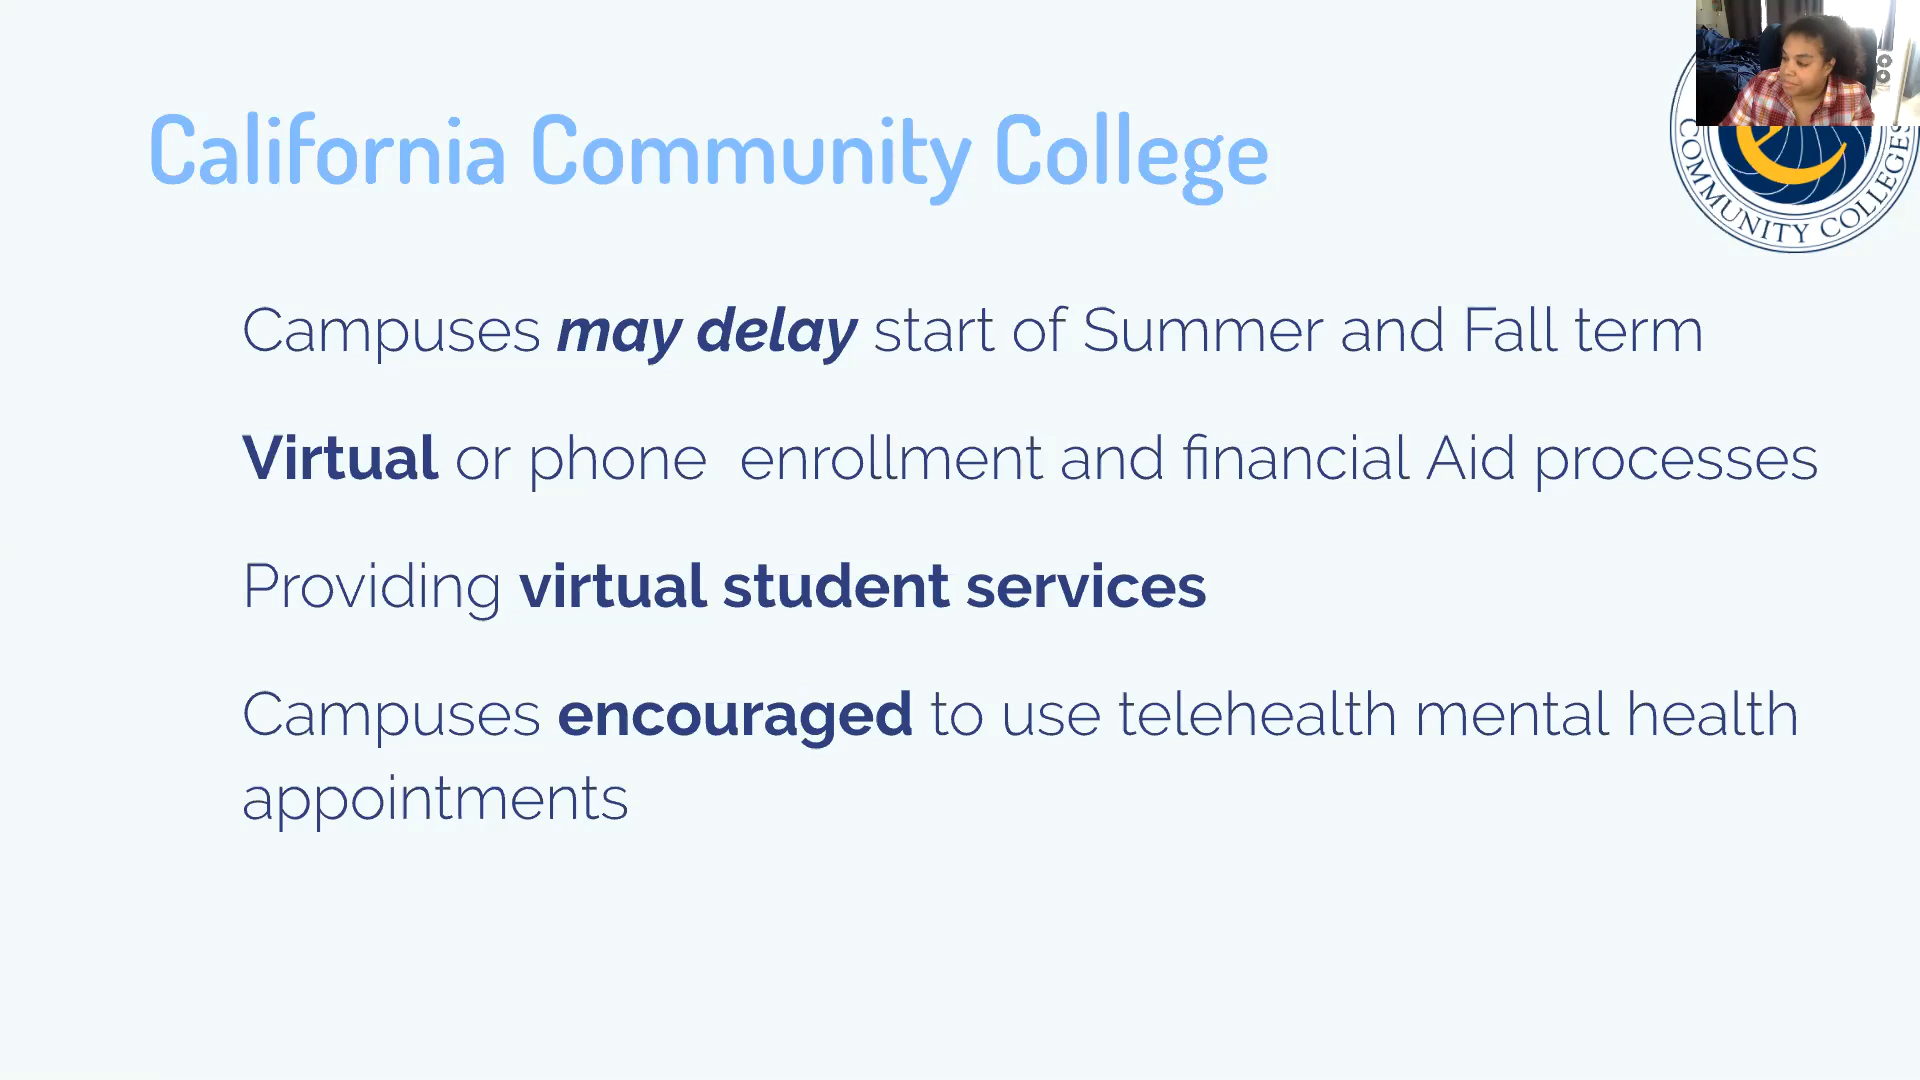 California Community College
COMMUNITY COLLEGES
Campuses may delay start of Summer and Fall term
Virtual or phone  enrollment and financial Aid processes
Providing virtual student services
Campuses encouraged to use telehealth mental health
appointments